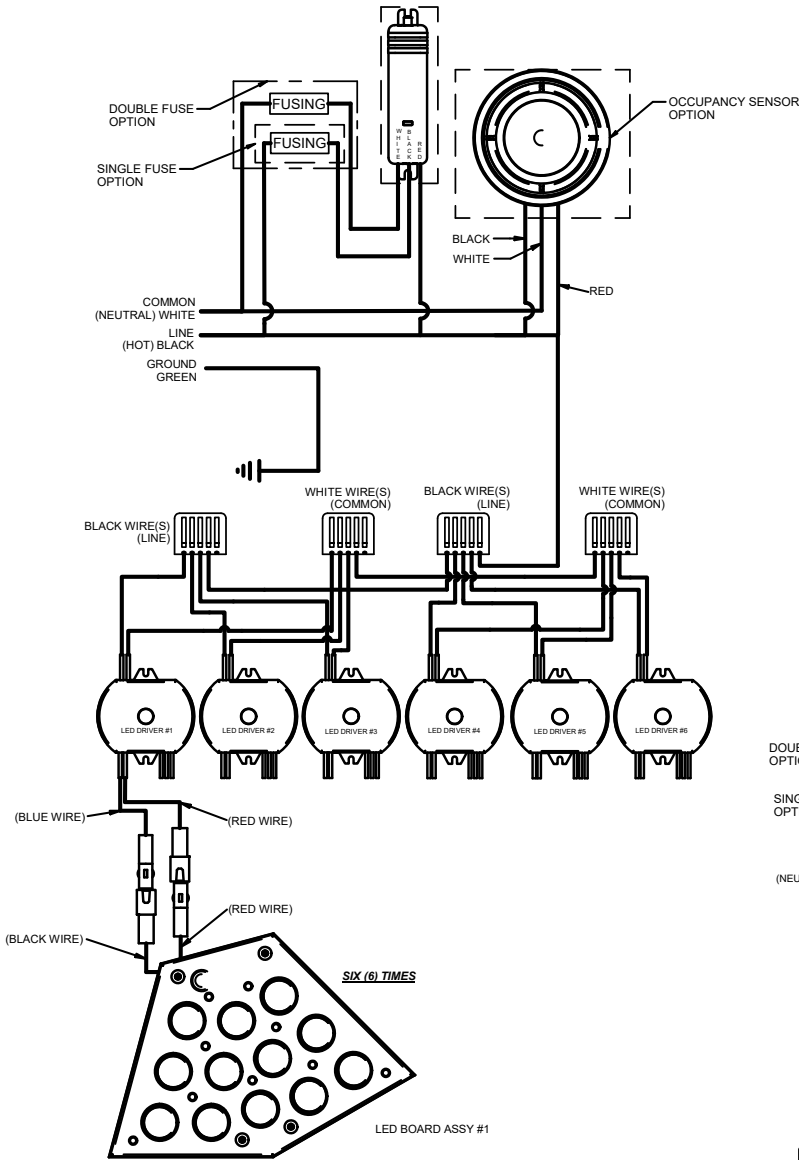 DOUBLE FUSE
OPTION
FUSING
SINGLE FUSE
OPTION
FUSING
WHITE
BLACK
RED
OCCUPANCY SENSOR
OPTION
BLACK
WHITE
RED
COMMON
(NEUTRAL) WHITE
LINE
(HOT) BLACK
GROUND
GREEN
BLACK WIRE(S)
(LINE)
WHITE WIRE(S)
(COMMON)
BLACK WIRE(S)
(LINE)
WHITE WIRE(S)
(COMMON)
LED DRIVER #1
LED DRIVER #2
LED DRIVER #3
LED DRIVER #4
LED DRIVER #5
LED DRIVER #6
(BLUE WIRE)
(RED WIRE)
(BLACK WIRE)
(RED WIRE)
SIX (6) TIMES
LED BOARD ASSY #1